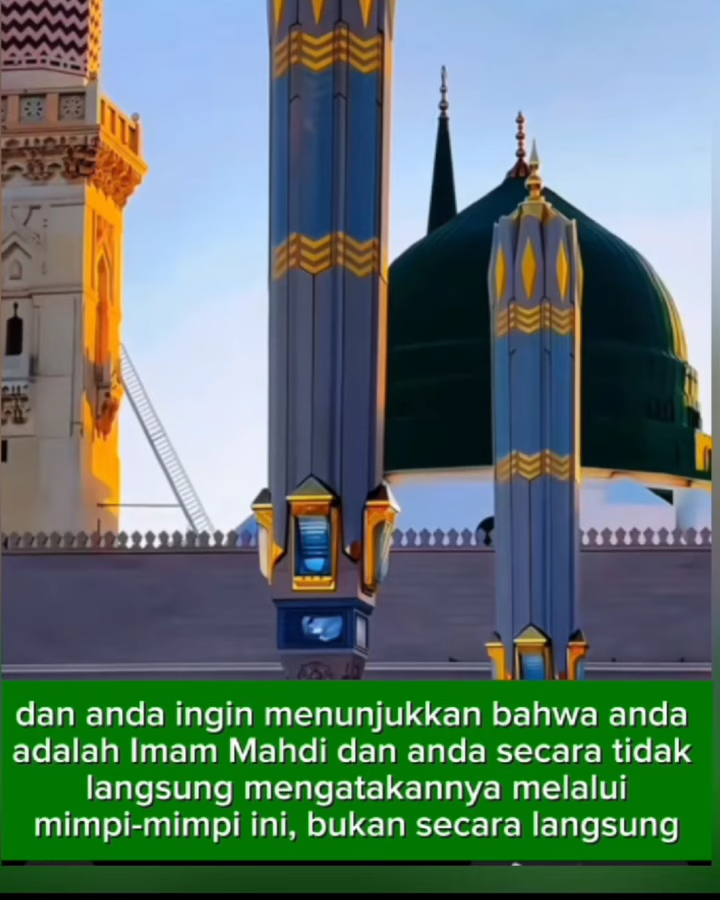 dan anda ingin menunjukkan bahwa anda
adalah Imam Mahdi dan anda secara tidak
langsung mengatakannya melalui
mimpi-mimpi ini, bukan secara langsung